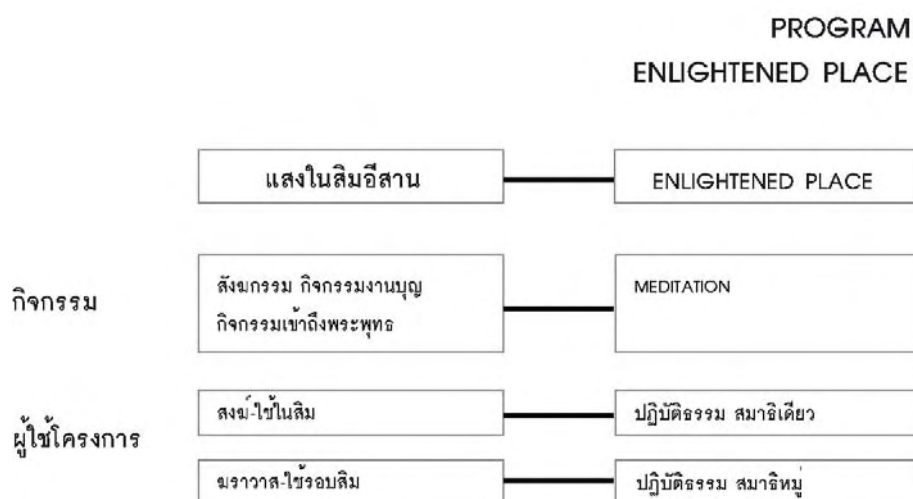 PROGRAM
ENLIGHTENED PLACE
แสงในสิมอีสาน
ENLIGHTENED PLACE
กิจกรรม
สังฆกรรม กิจกรรมงานบุญ
กิจกรรมเข้าถึงพระพุทธ
MEDITATION
ผู้ใช้โครงการ
สงฆ์-ใช้ในสิม
ปฏิบัติธรรม สมาธิเดียว
ฆราวาส-ใช้รอบสิม
ปฏิบัติธรรม สมาธิหมู่